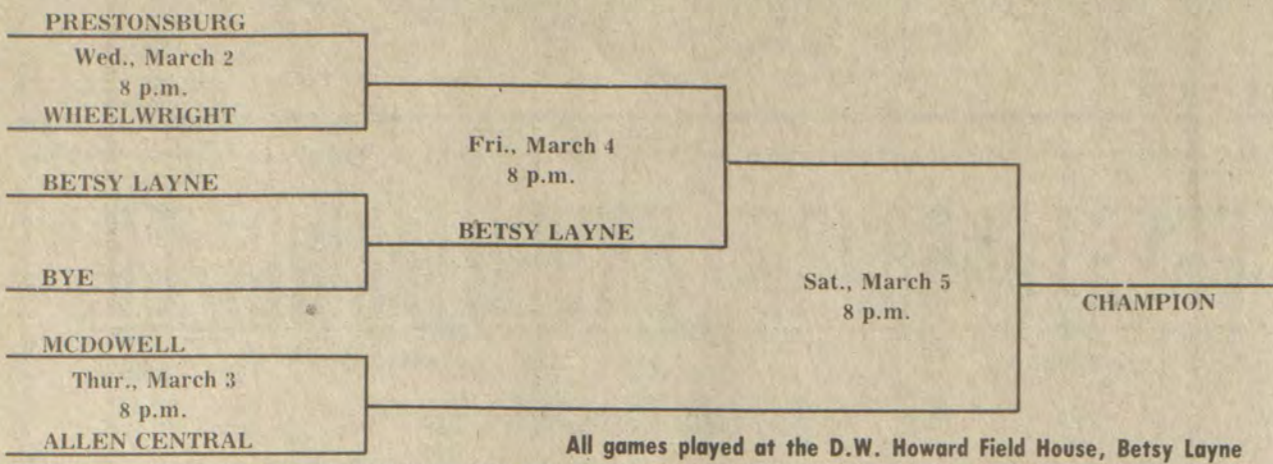 PRESTONSBURG
Wed., March 2
8 p.m.
WHEELWRIGHT
Fri., March 4
8 p.m.
BETSY LAYNE
BETSY LAYNE
BYE
Sat., March 5
8 p.m.
CHAMPION
MCDOWELL
Thur., March 3
8 p.m.
ALLEN CENTRAL
All games played at the D.W. Howard Field House, Betsy Layne